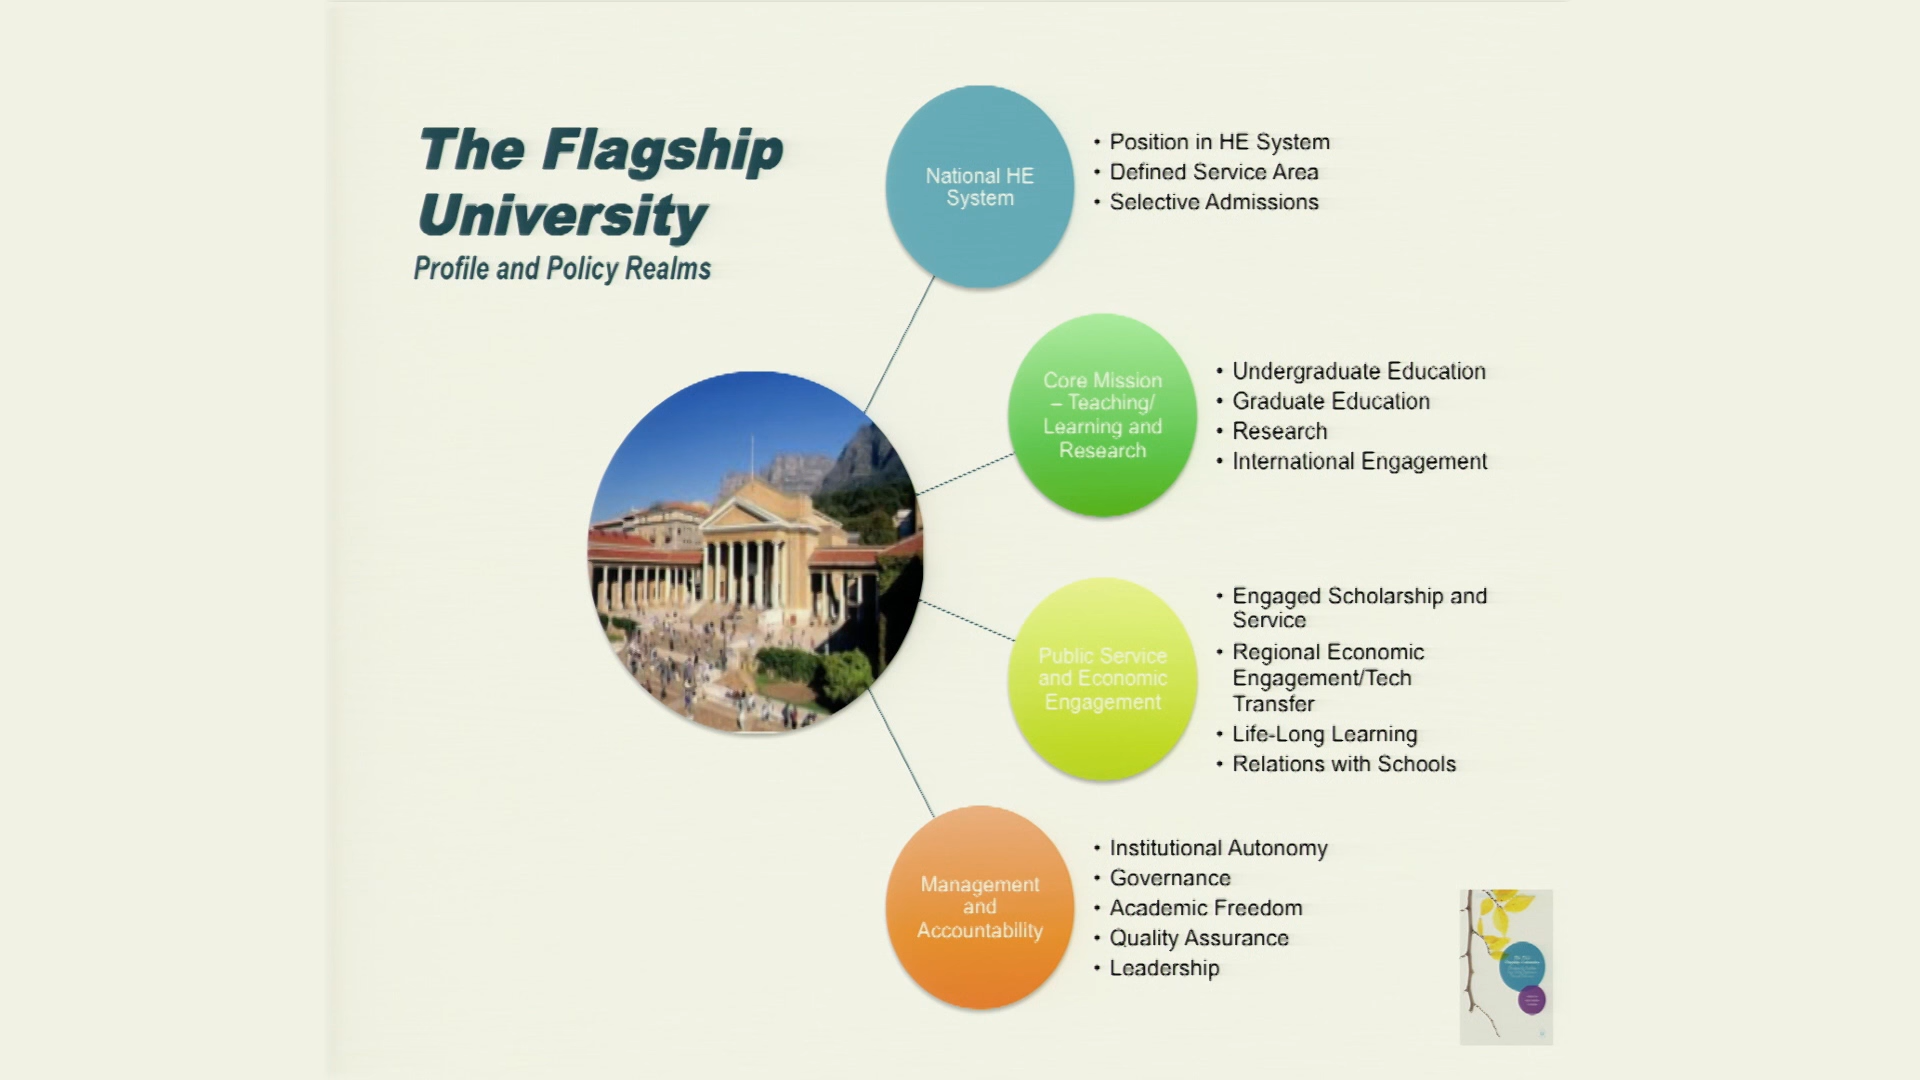 The Flagship
University
Profile and Policy Realms
National HE
System
• Position in HE System
• Defined Service Area
• Selective Admissions
Core Mission
– Teaching/
Learning and
Research
• Undergraduate Education
• Graduate Education
• Research
• International Engagement
Public Service
and Economic
Engagement
• Engaged Scholarship and
Service
• Regional Economic
Engagement/Tech
Transfer
• Life-Long Learning
• Relations with Schools
Management
and
Accountability
• Institutional Autonomy
• Governance
• Academic Freedom
• Quality Assurance
• Leadership